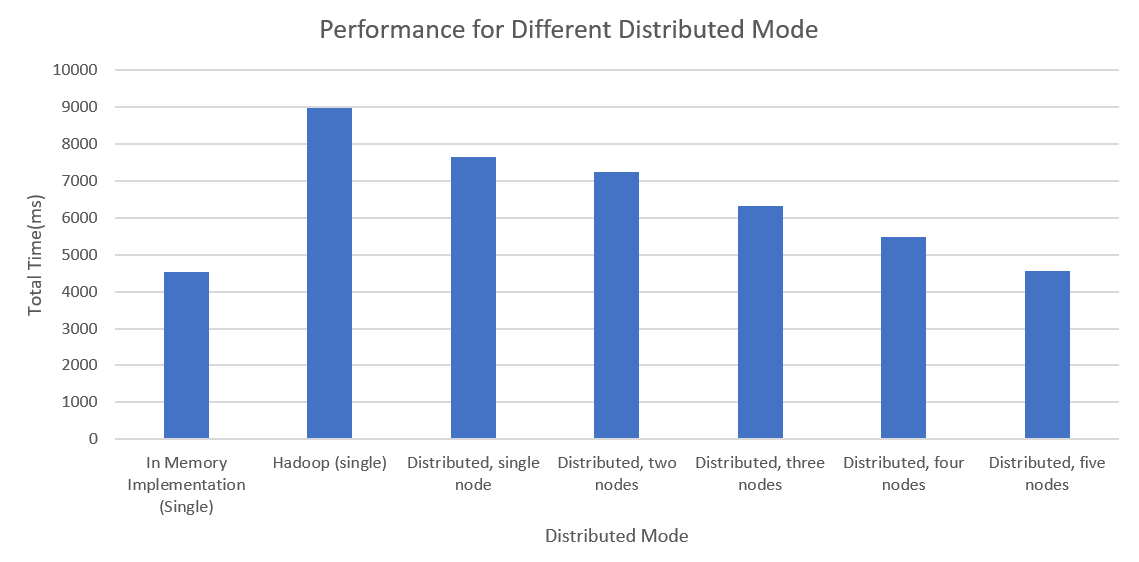 Performance for Different Distributed Mode
10000
9000
8000
7000
6000
5000
4000
3000
2000
1000
0
Total Time(ms)
In Memory
Implementation
(Single)
Hadoop (single)
Distributed, single
node
Distributed, two
nodes
Distributed, three
nodes
Distributed, four
nodes
Distributed, five
nodes
Distributed Mode